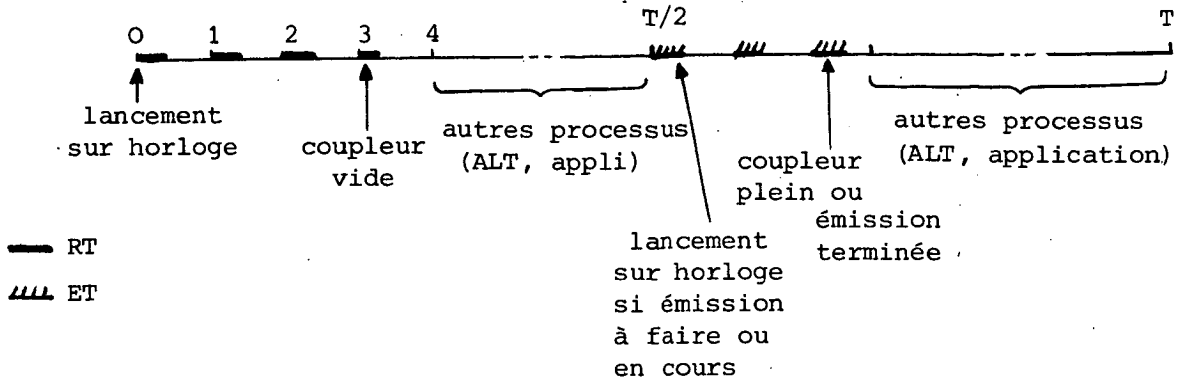 T/2
T
0 1 2 3 4
lancement
sur horloge
coupleur
vide
autres processus
(ALT, appli)
autres processus
(ALT, application)
coupleur
plein ou
émission
terminée
lancement
sur horloge
si émission
à faire ou
en cours
RT
ET